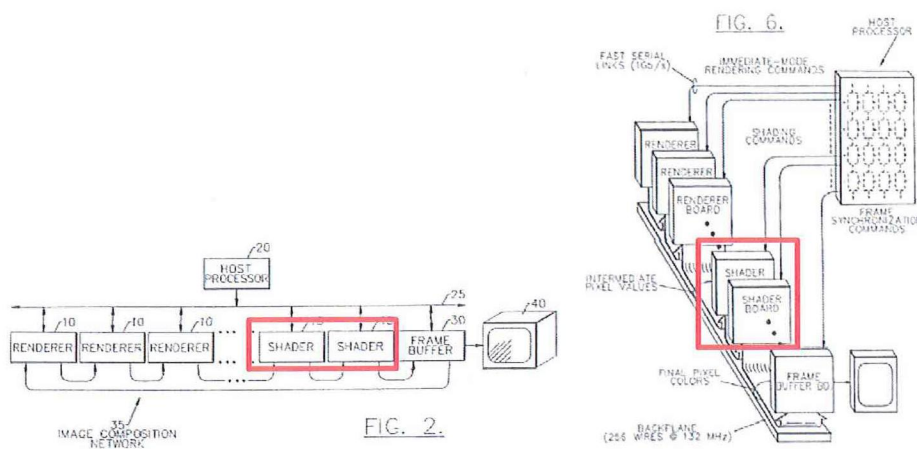 20
HOST
PROCESSOR
25
10
10
10
30
40
RENDERER
RENDERER
RENDERER
SHADER
SHADER
FRAME
BUFFER
35
IMAGE COMPOSITION
NETWORK
FIG. 2.
FIG. 6.
HOST
PROCESSOR
FAST SERIAL
LINKS (1Gb/s)
IMMEDIATE-MODE
RENDERING COMMANDS
RENDERER
RENDERER
RENDERER
BOARD
SHADING
COMMANDS
FRAME
SYNCHRONIZATION
COMMANDS
INTERMEDIATE
PIXEL VALUES
SHADER
SHADER
BOARD
FINAL PIXEL
COLORS
FRAME
BUFFER BD.
BACKPLANE
(256 WIRES @ 132 MHz)